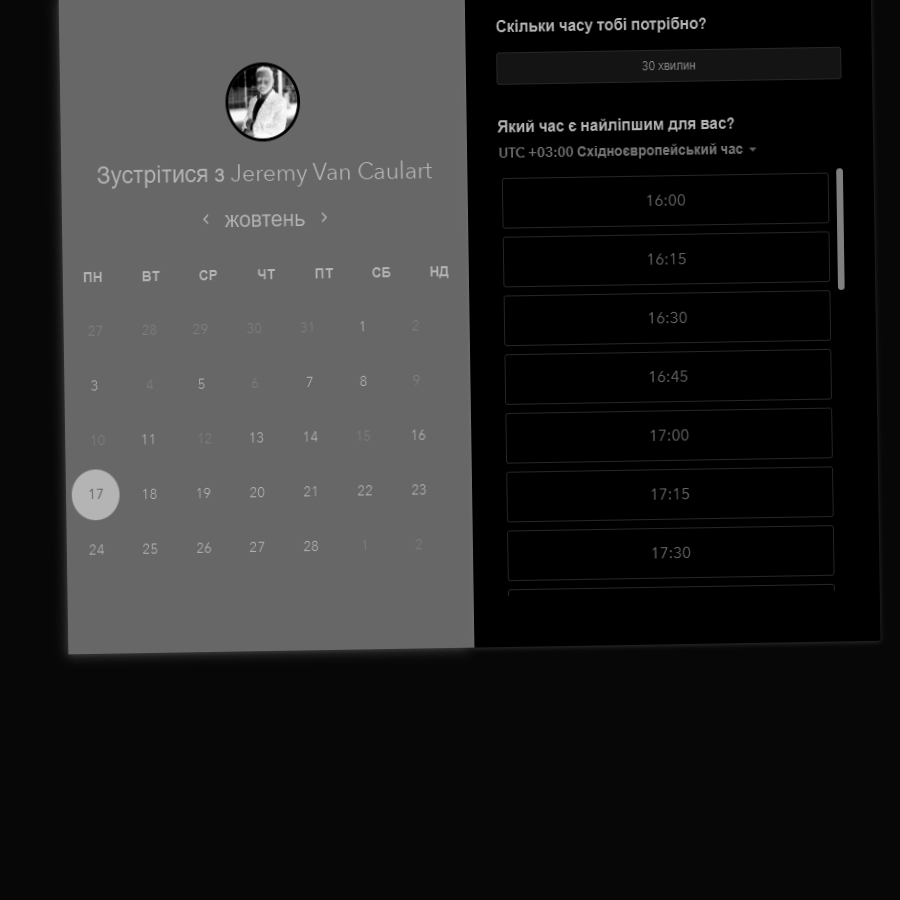 Зустрітися з Jeremy Van Caulart
‹ жовтень ›
ПН ВТ СР ЧТ ПТ СБ НД
27 28 29 30 31 1 2
3 4 5 6 7 8 9
10 11 12 13 14 15 16
17 18 19 20 21 22 23
24 25 26 27 28 1 2
Скільки часу тобі потрібно?
30 хвилин
Який час є найліпшим для вас?
UTC +03:00 Східноєвропейський час
16:00
16:15
16:30
16:45
17:00
17:15
17:30